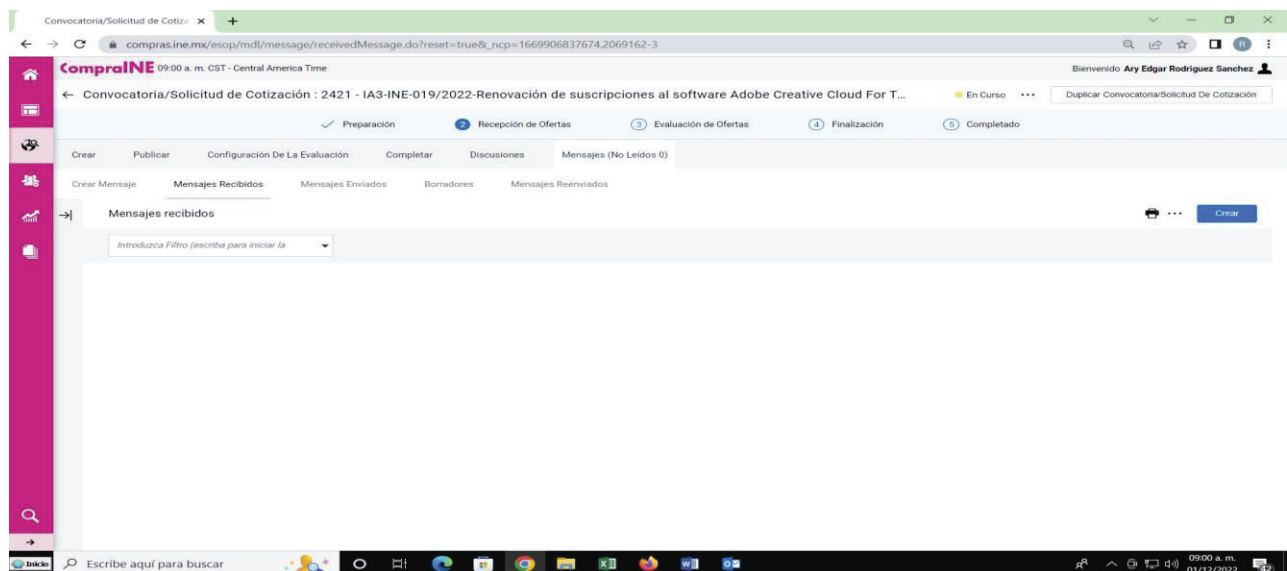 Convocatoria/Solicitud de Cotiza
compras.ine.mx/esop/mdl/message/receivedMessage.do?reset=true&_ncp=1669906837674.2069162-3
R
CompraINE 09:00 a. m. CST - Central America Time
Bienvenido Ary Edgar Rodriguez Sanchez
Convocatoria/Solicitud de Cotización : 2421 - IA3-INE-019/2022-Renovación de suscripciones al software Adobe Creative Cloud For T...
En Curso ...
Duplicar Convocatoria/Solicitud De Cotización
Preparación
2 Recepción de Ofertas
3 Evaluación de Ofertas
4 Finalización
5 Completado
Crear Publicar Configuración De La Evaluación Completar Discusiones Mensajes (No Leídos 0)
Crear Mensaje Mensajes Recibidos Mensajes Enviados Borradores Mensajes Reenviados
Mensajes recibidos
... Crear
Introduzca Filtro (escriba para iniciar la
Inicio
Escribe aquí para buscar
09:00 a. m.
01/12/2022
42